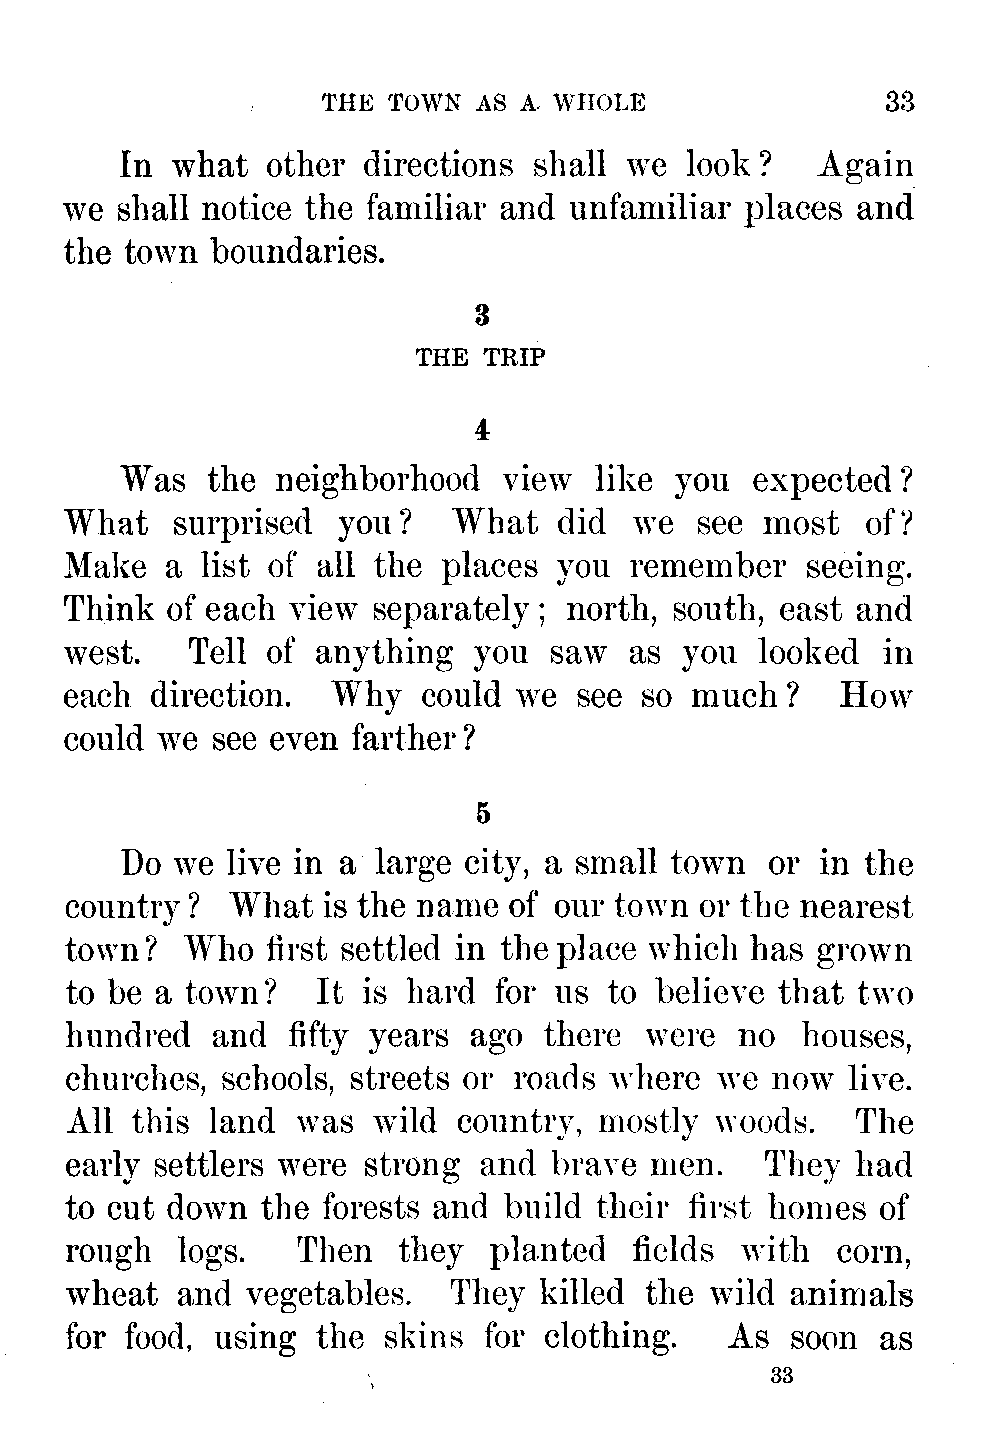 THE TOWN AS A WHOLE 33
In what other directions shall we look? Again
we shall notice the familiar and unfamiliar places and
the town boundaries.
3
THE TRIP
4
Was the neighborhood view like you expected?
What surprised you? What did we see most of?
Make a list of all the places you remember seeing.
Think of each view separately; north, south, east and
west. Tell of anything you saw as you looked in
each direction. Why could we see so much? How
could we see even farther?
5
Do we live in a large city, a small town or in the
country? What is the name of our town or the nearest
town? Who first settled in the place which has grown
to be a town? It is hard for us to believe that two
hundred and fifty years ago there were no houses,
churches, schools, streets or roads where we now live.
All this land was wild country, mostly woods. The
early settlers were strong and brave men. They had
to cut down the forests and build their first homes of
rough logs. Then they planted fields with corn,
wheat and vegetables. They killed the wild animals
for food, using the skins for clothing. As soon as
33